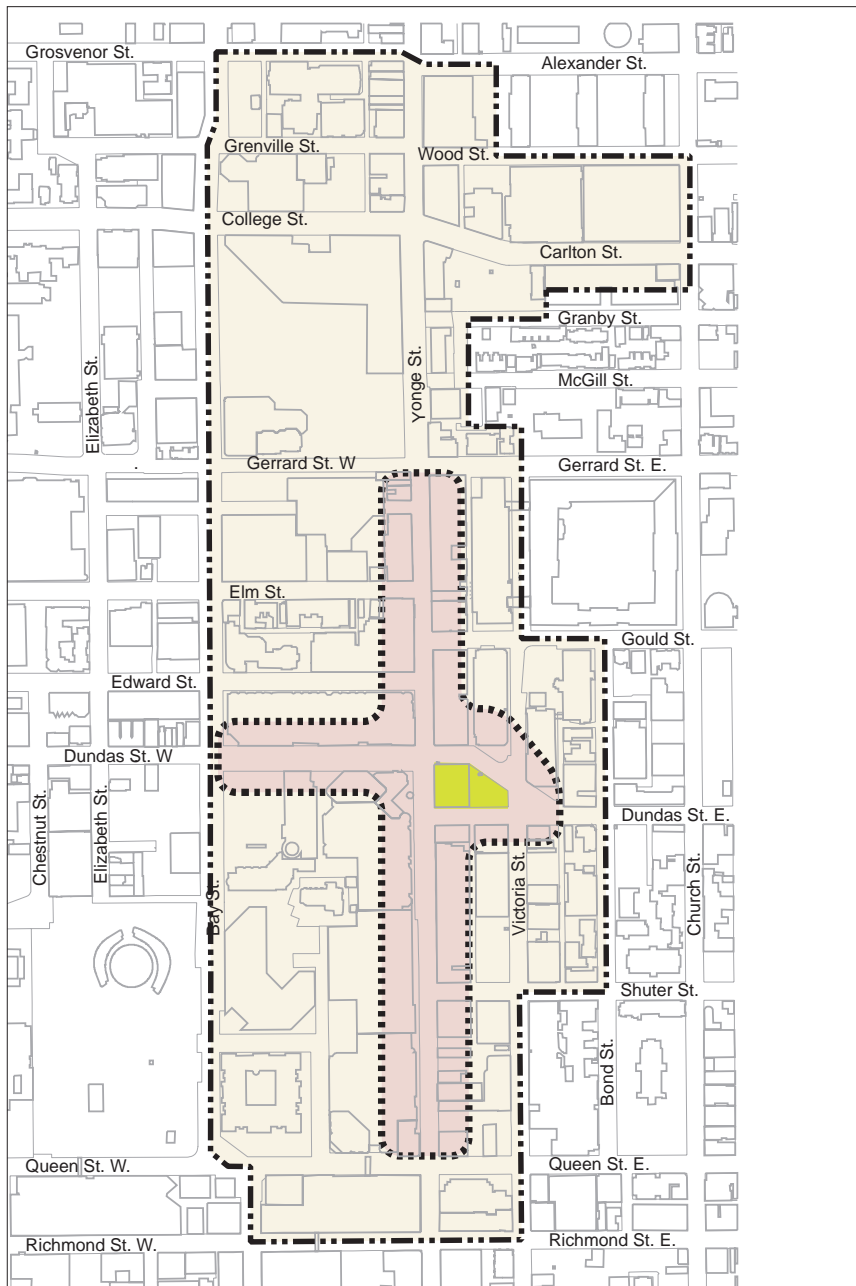 Grosvenor St.
Alexander St.
Grenville St.
Wood St.
College St.
Carlton St.
Granby St.
Yonge St.
Elizabeth St.
McGill St.
Gerrard St. W
Gerrard St. E.
Elm St.
Gould St.
Edward St.
Dundas St. W
Dundas St. E.
Chestnut St.
Elizabeth St.
Bay St.
Victoria St.
Church St.
Shuter St.
Bond St.
Queen St. W.
Queen St. E.
Richmond St. W.
Richmond St. E.